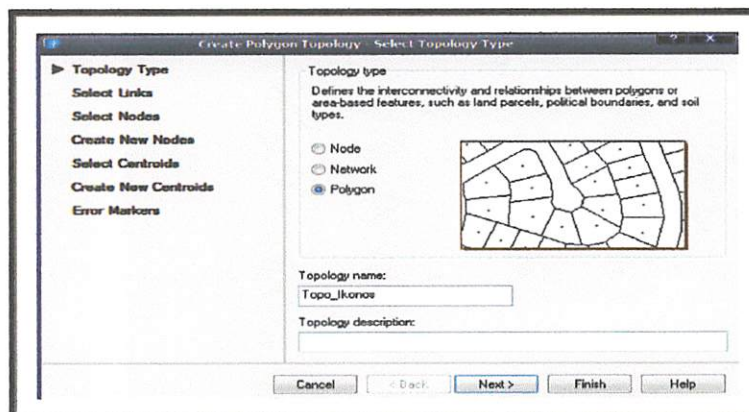 Create Polygon Topology - Select Topology Type
Topology Type
Select Links
Select Nodes
Create New Nodes
Select Centroids
Create New Centroids
Error Markers
Topology type
Defines the interconnectivity and relationships between polygons or
area-based features, such as land parcels, political boundaries, and soil
types.
Node
Network
Polygon
Topology name:
Topo_Ikonos
Topology description:
Cancel
< Back
Next >
Finish
Help